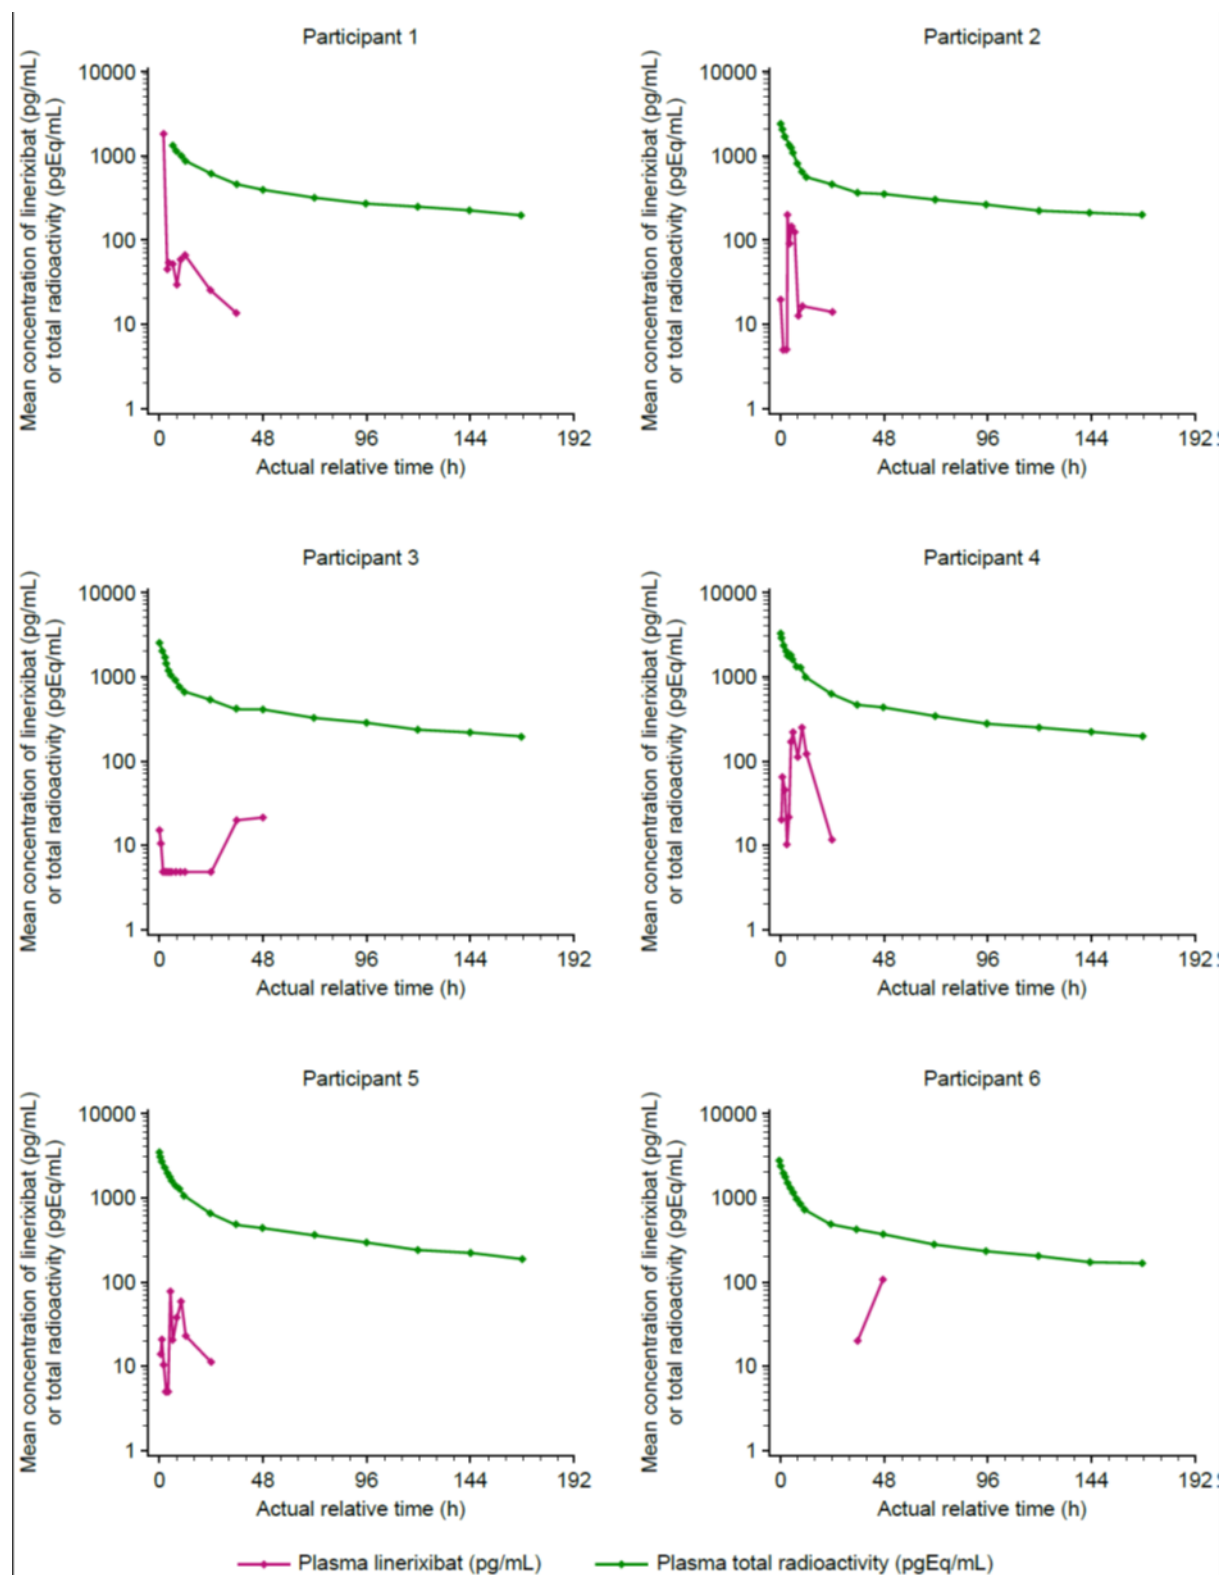 Participant 1
Mean concentration of linerixibat (pg/mL)
or total radioactivity (pgEq/mL)
10000
1000
100
10
1
0 48 96 144 192
Actual relative time (h)
Participant 2
Mean concentration of linerixibat (pg/mL)
or total radioactivity (pgEq/mL)
10000
1000
100
10
1
0 48 96 144 192
Actual relative time (h)
Participant 3
Mean concentration of linerixibat (pg/mL)
or total radioactivity (pgEq/mL)
10000
1000
100
10
1
0 48 96 144 192
Actual relative time (h)
Participant 4
Mean concentration of linerixibat (pg/mL)
or total radioactivity (pgEq/mL)
10000
1000
100
10
1
0 48 96 144 192
Actual relative time (h)
Participant 5
Mean concentration of linerixibat (pg/mL)
or total radioactivity (pgEq/mL)
10000
1000
100
10
1
0 48 96 144 192
Actual relative time (h)
Participant 6
Mean concentration of linerixibat (pg/mL)
or total radioactivity (pgEq/mL)
10000
1000
100
10
1
0 48 96 144 192
Actual relative time (h)
Plasma linerixibat (pg/mL) Plasma total radioactivity (pgEq/mL)